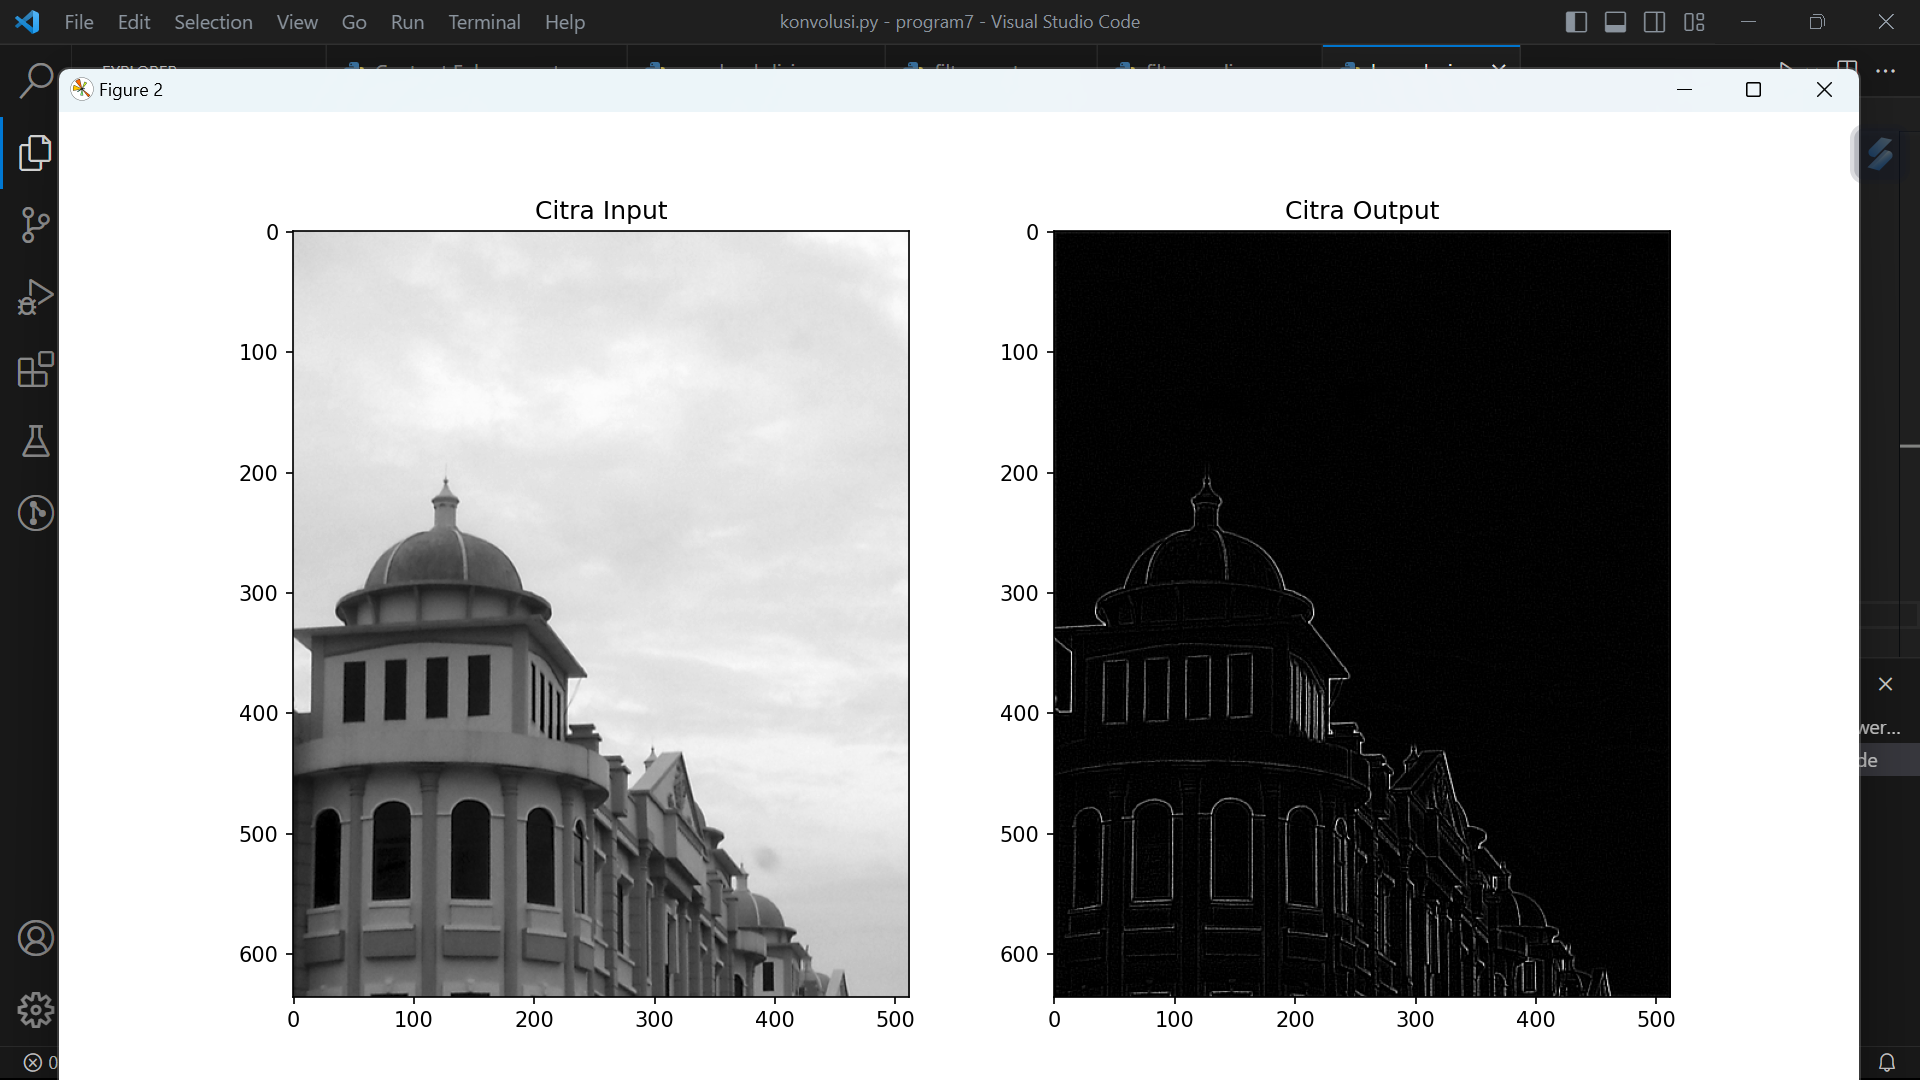 File Edit Selection View Go Run Terminal Help konvolusi.py - program7 - Visual Studio Code
Figure 2
Citra Input
0
100
200
300
400
500
600
0 100 200 300 400 500
Citra Output
0
100
200
300
400
500
600
0 100 200 300 400 500
wer...
de
0